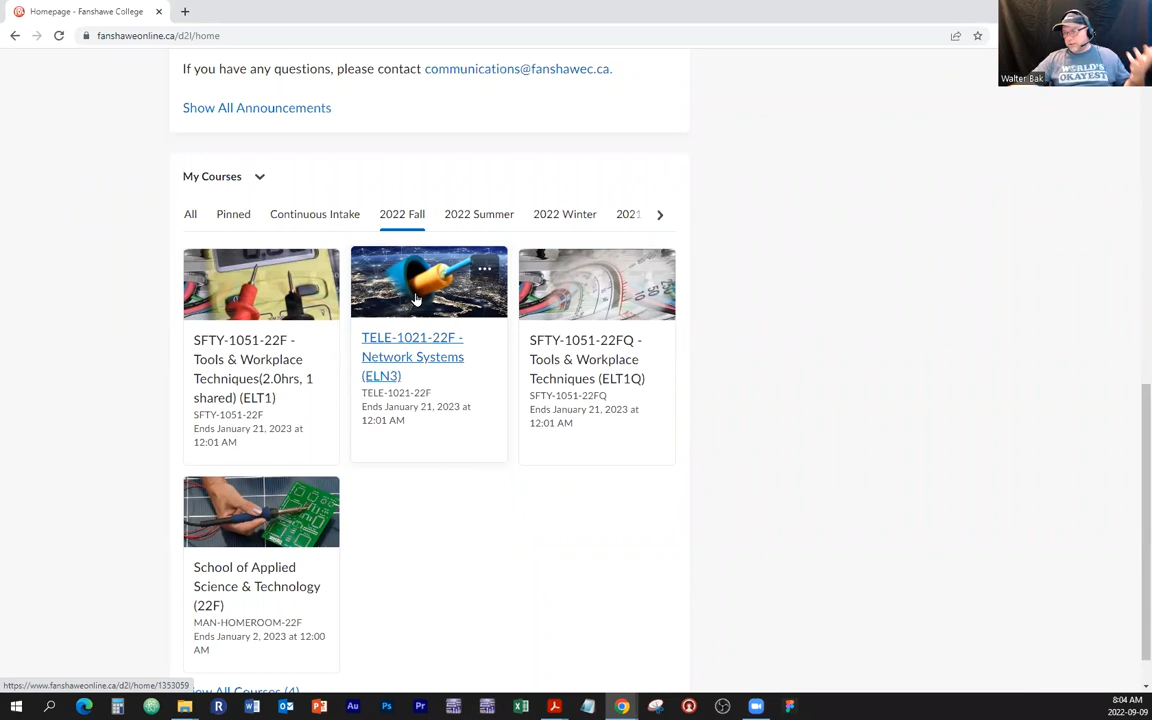 Homepage - Fanshawe College
fanshaweonline.ca/d2l/home
If you have any questions, please contact communications@fanshawec.ca.
Show All Announcements
My Courses
All Pinned Continuous Intake 2022 Fall 2022 Summer 2022 Winter 2021
SFTY-1051-22F -
Tools & Workplace
Techniques(2.0hrs, 1
shared) (ELT1)
SFTY-1051-22F
Ends January 21, 2023 at
12:01 AM
TELE-1021-22F -
Network Systems
(ELN3)
TELE-1021-22F
Ends January 21, 2023 at
12:01 AM
SFTY-1051-22FQ -
Tools & Workplace
Techniques (ELT1Q)
SFTY-1051-22FQ
Ends January 21, 2023 at
12:01 AM
School of Applied
Science & Technology
(22F)
MAN-HOMEROOM-22F
Ends January 2, 2023 at 12:00
AM
All Courses (4)
https://www.fanshaweonline.ca/d2l/home/1353059
8:04 AM
2022-09-09
Walter Bak
WORLD'S
OKAYEST